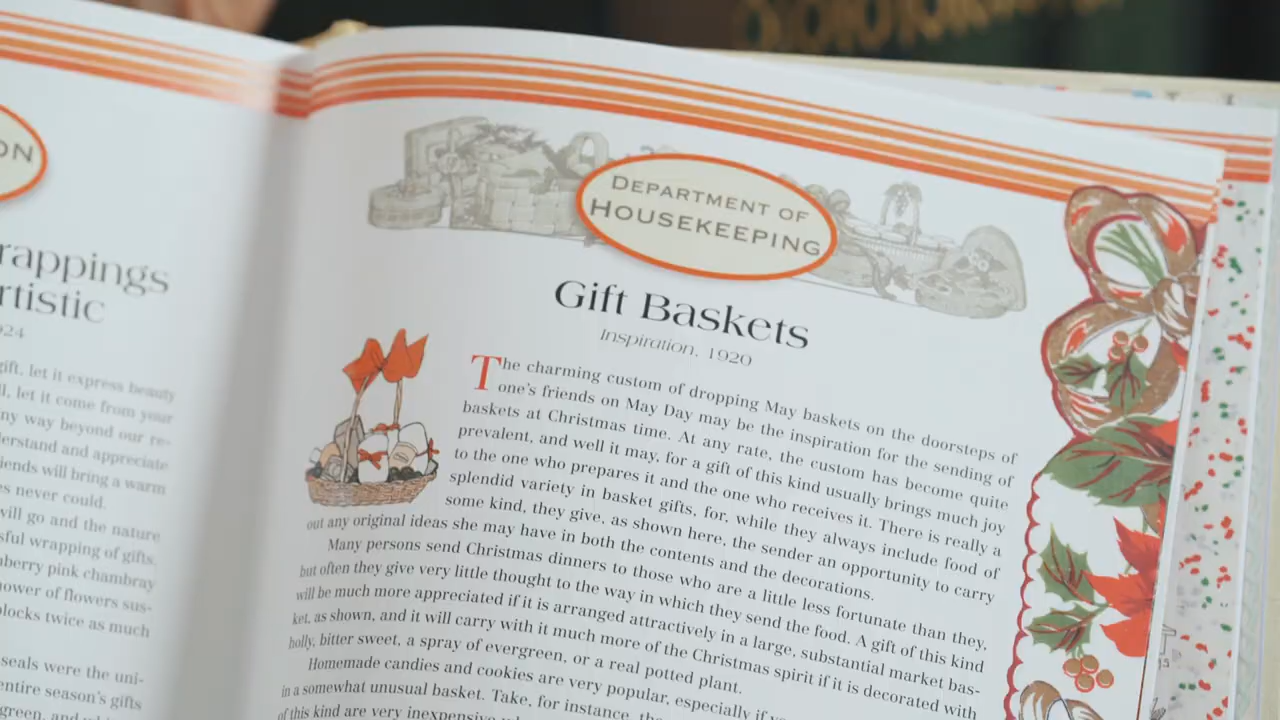 ON
rappings
rtistic
924
gift, let it express beauty
ll, let it come from your
ny way beyond our re-
derstand and appreciate
iends will bring a warm
es never could.
will go and the nature
sful wrapping of gifts.
berry pink chambray
hower of flowers sus-
blocks twice as much
seals were the uni-
entire season's gifts
green, and
DEPARTMENT OF
HOUSEKEEPING
Gift Baskets
Inspiration, 1920
The charming custom of dropping May baskets on the doorsteps of
one's friends on May Day may be the inspiration for the sending of
baskets at Christmas time. At any rate, the custom has become quite
prevalent, and well it may, for a gift of this kind usually brings much joy
to the one who prepares it and the one who receives it. There is really a
splendid variety in basket gifts, for, while they always include food of
some kind, they give, as shown here, the sender an opportunity to carry
out any original ideas she may have in both the contents and the decorations.
Many persons send Christmas dinners to those who are a little less fortunate than they,
but often they give very little thought to the way in which they send the food. A gift of this kind
will be much more appreciated if it is arranged attractively in a large, substantial market bas-
ket, as shown, and it will carry with it much more of the Christmas spirit if it is decorated with
holly, bitter sweet, a spray of evergreen, or a real potted plant.
Homemade candies and cookies are very popular, especially if
in a somewhat unusual basket. Take, for instance,
of this kind are very inexpensive